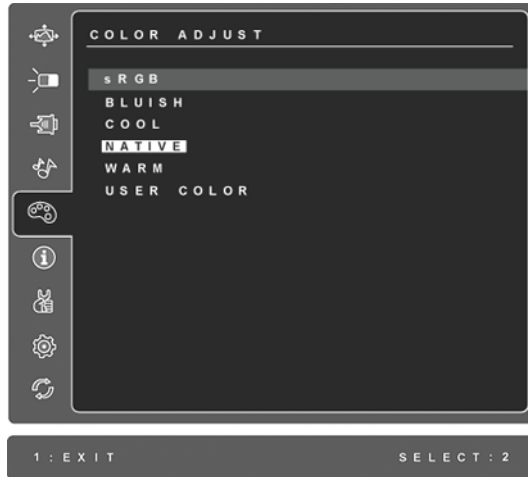 COLOR ADJUST
sRGB
BLUISH
COOL
NATIVE
WARM
USER COLOR
1:EXIT SELECT:2